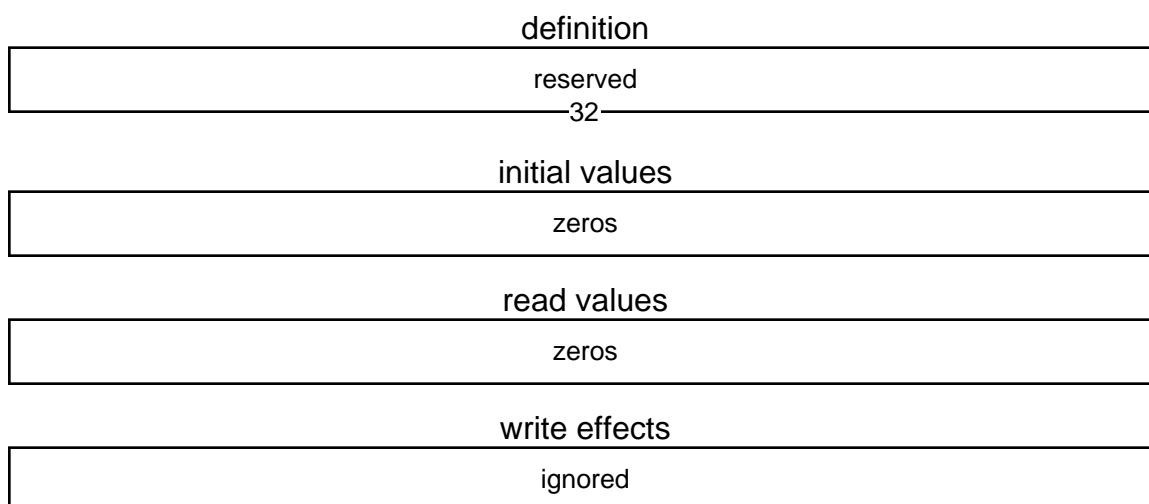 definition
reserved
32
initial values
zeros
read values
zeros
write effects
ignored